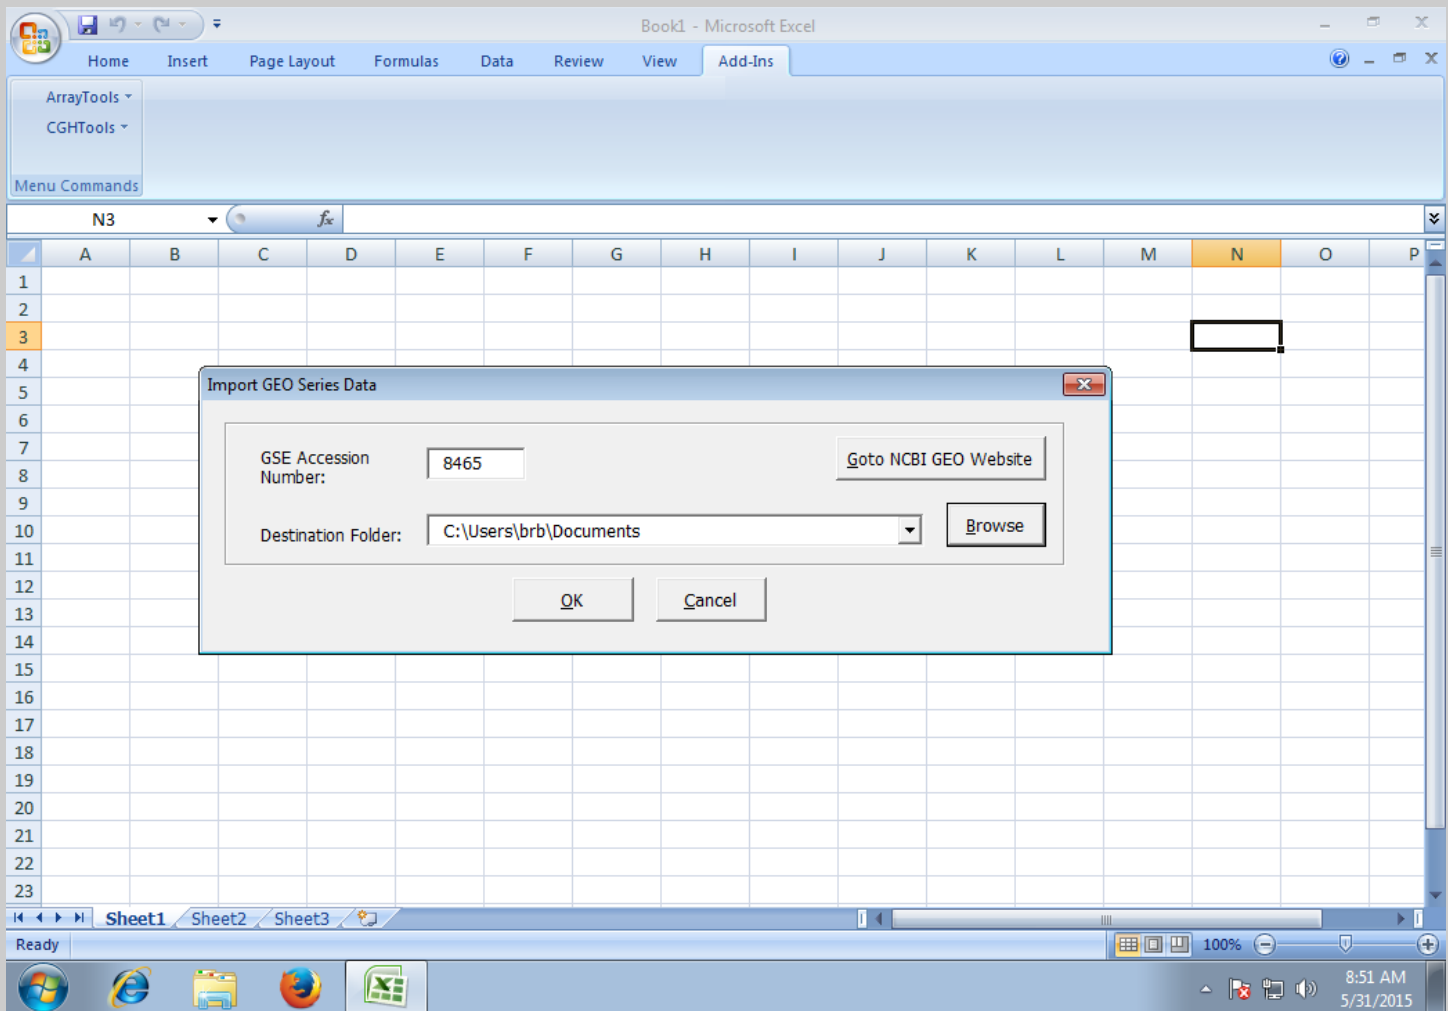 Book1 - Microsoft Excel
Home Insert Page Layout Formulas Data Review View Add-Ins
ArrayTools
CGHTools
Menu Commands
N3 fx
A B C D E F G H I J K L M N O P
1
2
3
4
5
6
7
8
9
10
11
12
13
14
15
16
17
18
19
20
21
22
23
Import GEO Series Data
GSE Accession
Number:
8465
Goto NCBI GEO Website
Destination Folder: C:\Users\brb\Documents Browse
OK Cancel
Sheet1 Sheet2 Sheet3
Ready 100%
8:51 AM
5/31/2015